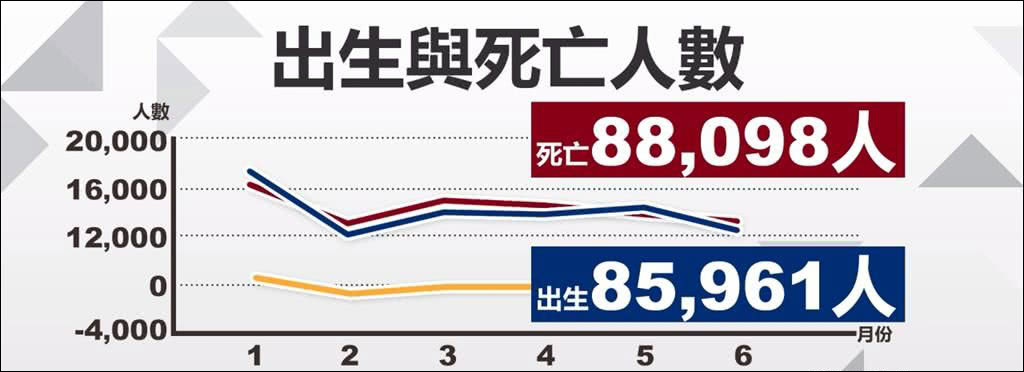 出生與死亡人數
人數
20,000
死亡88,098人
16,000
12,000
0
出生85,961人
-4,000
月份
1 2 3 4 5 6